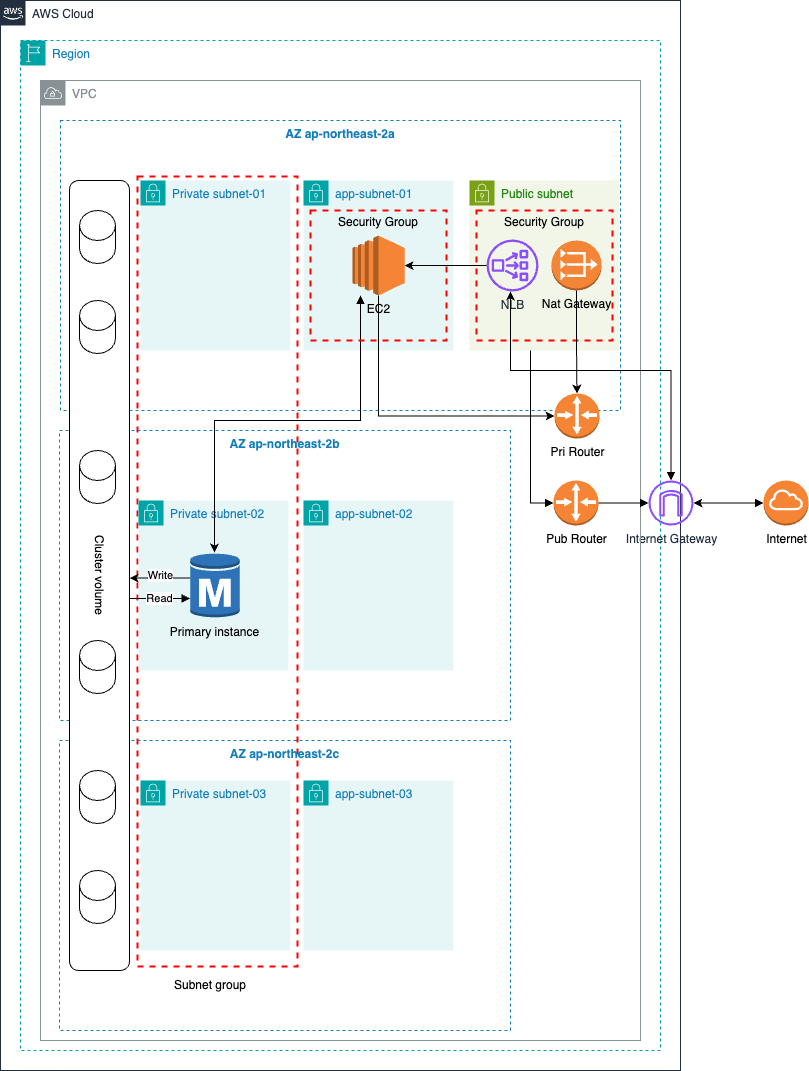 aws
AWS Cloud
Region
VPC
AZ ap-northeast-2a
Private subnet-01
app-subnet-01
Public subnet
Security Group
Security Group
EC2
NLB
Nat Gateway
Pri Router
AZ ap-northeast-2b
Private subnet-02
app-subnet-02
Pub Router
Internet Gateway
Internet
Cluster volume
Write
Read
M
Primary instance
AZ ap-northeast-2c
Private subnet-03
app-subnet-03
Subnet group